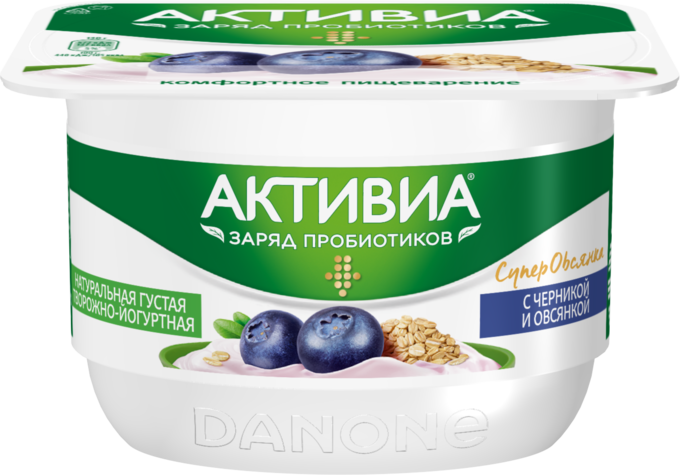 АКТИВИА
ЗАРЯД ПРОБИОТИКОВ
комфортное пищеварение
АКТИВИА®
ЗАРЯД ПРОБИОТИКОВ
СуперОвсянка
НАТУРАЛЬНАЯ ГУСТАЯ
ТВОРОЖНО-ЙОГУРТНАЯ
С ЧЕРНИКОЙ
И ОВСЯНКОЙ
DANONE